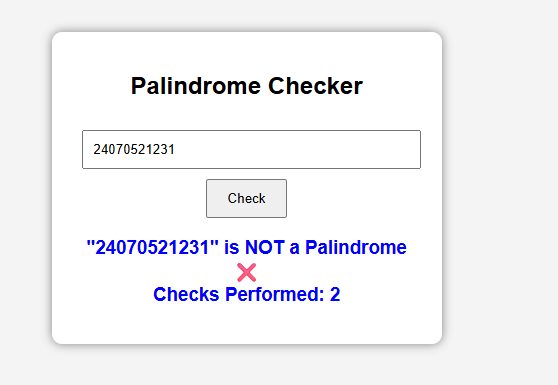 Palindrome Checker
24070521231
Check
"24070521231" is NOT a Palindrome
❌
Checks Performed: 2